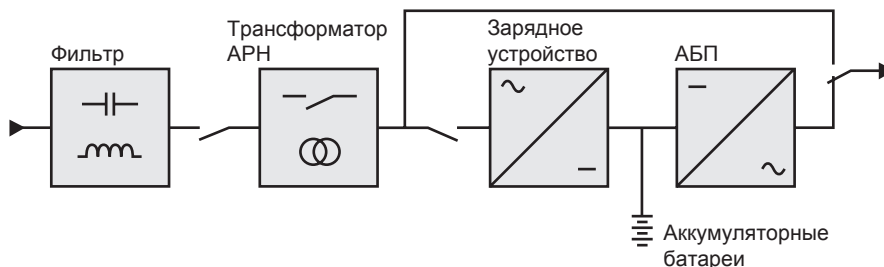 Фильтр
Трансформатор
АРН
Зарядное
устройство
АБП
Аккумуляторные
батареи